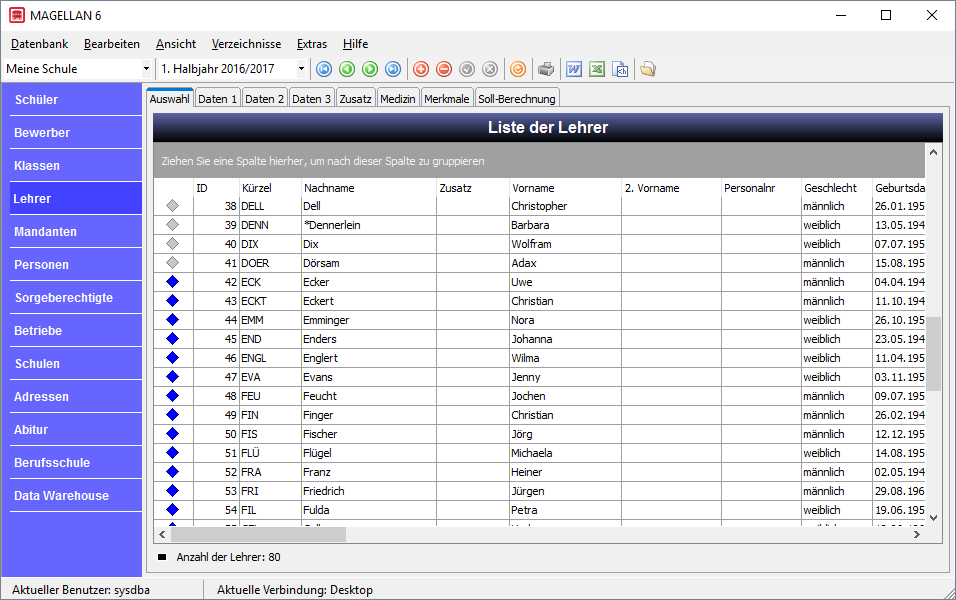 MAGELLAN 6
Datenbank Bearbeiten Ansicht Verzeichnisse Extras Hilfe
Meine Schule 1. Halbjahr 2016/2017
Schüler
Bewerber
Klassen
Lehrer
Mandanten
Personen
Sorgeberechtigte
Betriebe
Schulen
Adressen
Abitur
Berufsschule
Data Warehouse
Auswahl Daten 1 Daten 2 Daten 3 Zusatz Medizin Merkmale Soll-Berechnung
Liste der Lehrer
Ziehen Sie eine Spalte hierher, um nach dieser Spalte zu gruppieren
ID Kürzel Nachname Zusatz Vorname 2. Vorname Personalnr Geschlecht Geburtsda
38 DELL Dell Christopher männlich 26.01.195
39 DENN *Dennerlein Barbara weiblich 13.05.194
40 DIX Dix Wolfram weiblich 07.07.195
41 DOER Dörsam Adax männlich 15.08.195
42 ECK Ecker Uwe männlich 04.04.194
43 ECKT Eckert Christian männlich 11.10.194
44 EMM Emminger Nora weiblich 26.10.195
45 END Enders Johanna weiblich 23.05.194
46 ENGL Englert Wilma weiblich 11.04.195
47 EVA Evans Jenny weiblich 03.11.195
48 FEU Feucht Jochen männlich 09.07.195
49 FIN Finger Christian männlich 26.02.194
50 FIS Fischer Jörg männlich 12.12.195
51 FLÜ Flügel Michaela weiblich 14.08.195
52 FRA Franz Heiner männlich 02.05.194
53 FRI Friedrich Jürgen männlich 29.08.196
54 FIL Fulda Petra weiblich 19.06.195
Anzahl der Lehrer: 80
Aktueller Benutzer: sysdba Aktuelle Verbindung: Desktop